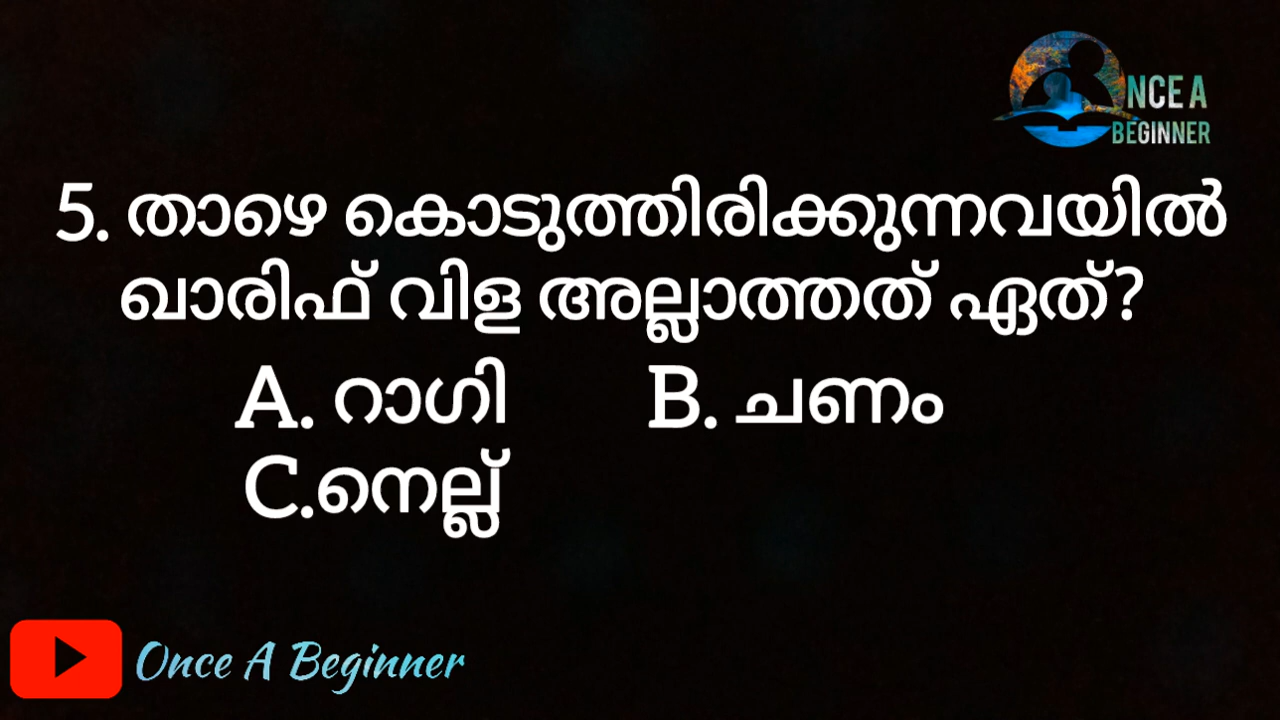 NCE A
BEGINNER
5. താഴെ കൊടുത്തിരിക്കുന്നവയിൽ
ഖാരിഫ് വിള അല്ലാത്തത് ഏത്?
A. റാഗി B. ചണം
C.നെല്ല്
Once A Beginner